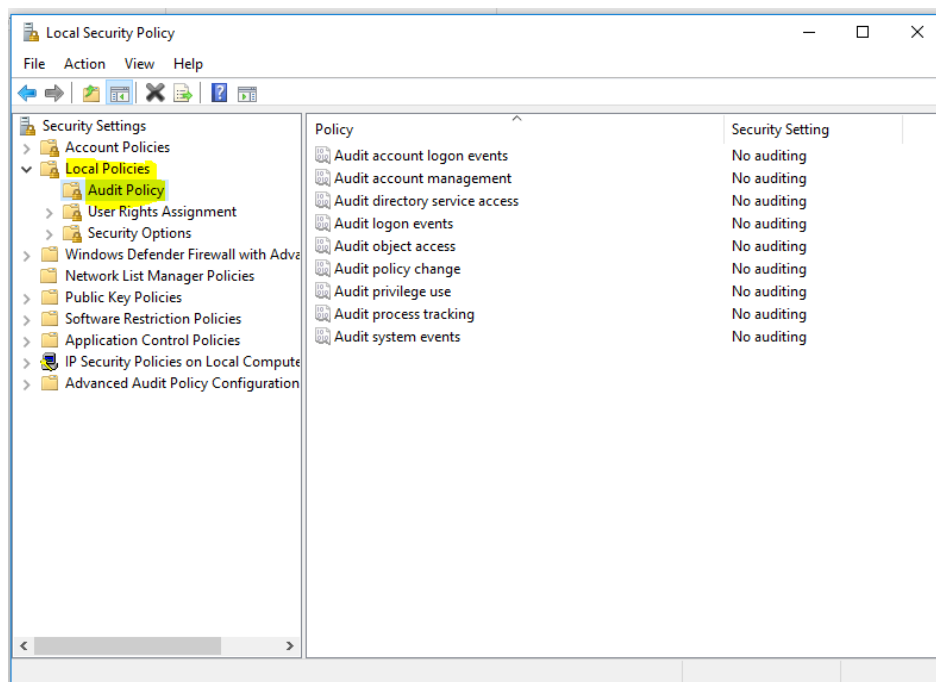 Local Security Policy
File Action View Help
Security Settings
Account Policies
Local Policies
Audit Policy
User Rights Assignment
Security Options
Windows Defender Firewall with Adva
Network List Manager Policies
Public Key Policies
Software Restriction Policies
Application Control Policies
IP Security Policies on Local Compute
Advanced Audit Policy Configuration
Policy Security Setting
Audit account logon events No auditing
Audit account management No auditing
Audit directory service access No auditing
Audit logon events No auditing
Audit object access No auditing
Audit policy change No auditing
Audit privilege use No auditing
Audit process tracking No auditing
Audit system events No auditing